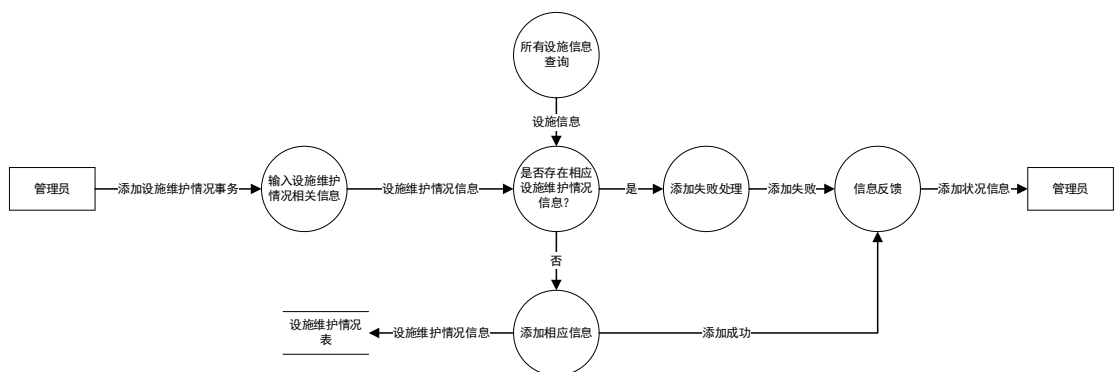 所有设施信息
查询
设施信息
管理员
添加设施维护情况事务
输入设施维护
情况相关信息
设施维护情况信息
是否存在相应
设施维护情况
信息？
是
添加失败处理
添加失败
信息反馈
添加状况信息
管理员
否
设施维护情况
表
设施维护情况信息
添加相应信息
添加成功